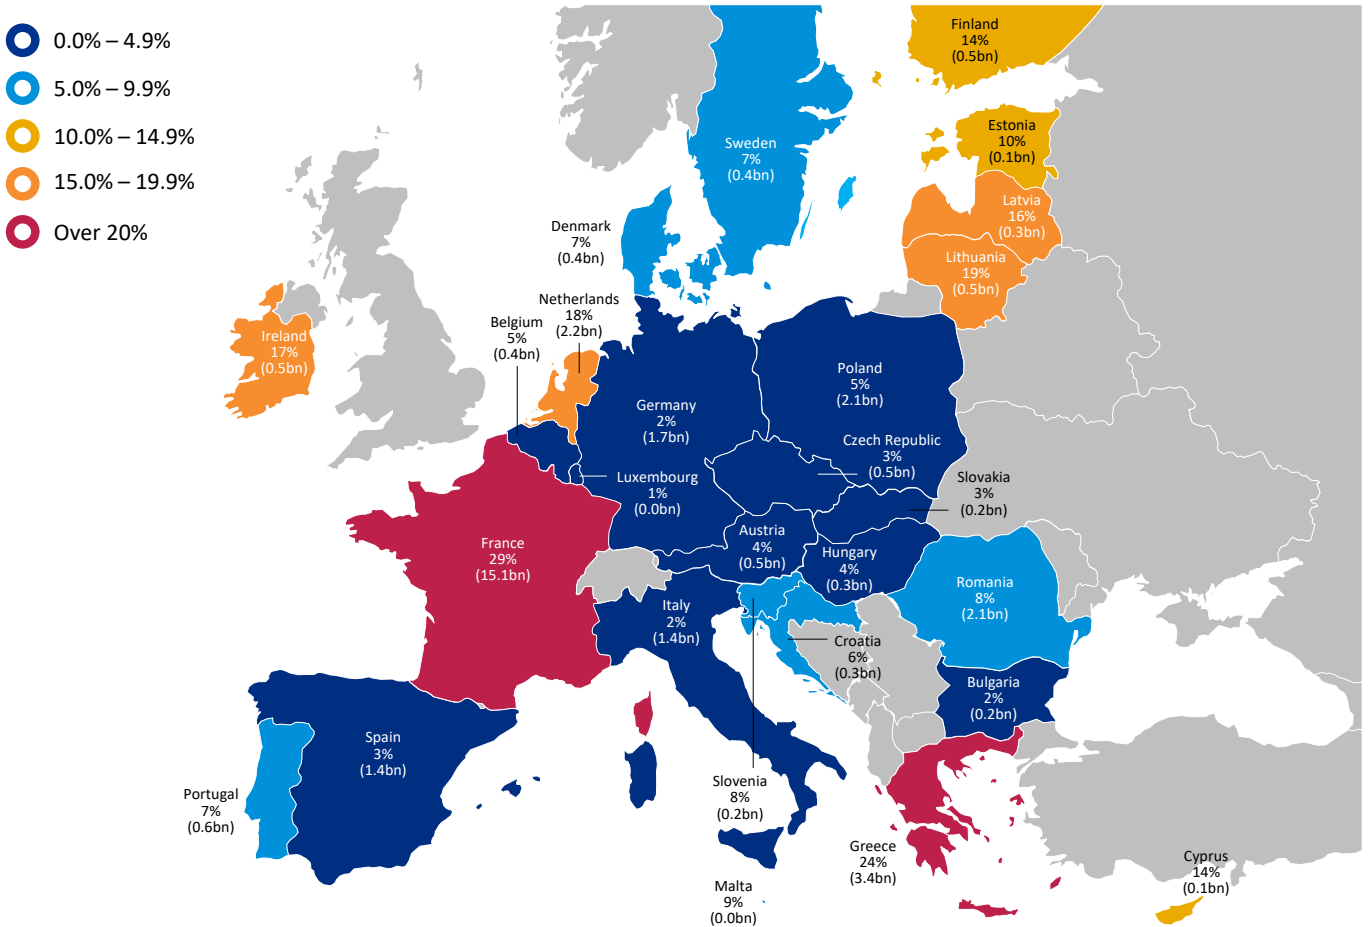 0.0% – 4.9%
5.0% – 9.9%
10.0% – 14.9%
15.0% – 19.9%
Over 20%
Finland
14%
(0.5bn)
Estonia
10%
(0.1bn)
Sweden
7%
(0.4bn)
Latvia
16%
(0.3bn)
Denmark
7%
(0.4bn)
Lithuania
19%
(0.5bn)
Netherlands
18%
(2.2bn)
Belgium
5%
(0.4bn)
Ireland
17%
(0.5bn)
Poland
5%
(2.1bn)
Germany
2%
(1.7bn)
Czech Republic
3%
(0.5bn)
Luxembourg
1%
(0.0bn)
Slovakia
3%
(0.2bn)
Austria
4%
(0.5bn)
France
29%
(15.1bn)
Hungary
4%
(0.3bn)
Romania
8%
(2.1bn)
Italy
2%
(1.4bn)
Croatia
6%
(0.3bn)
Bulgaria
2%
(0.2bn)
Spain
3%
(1.4bn)
Slovenia
8%
(0.2bn)
Portugal
7%
(0.6bn)
Greece
24%
(3.4bn)
Cyprus
14%
(0.1bn)
Malta
9%
(0.0bn)